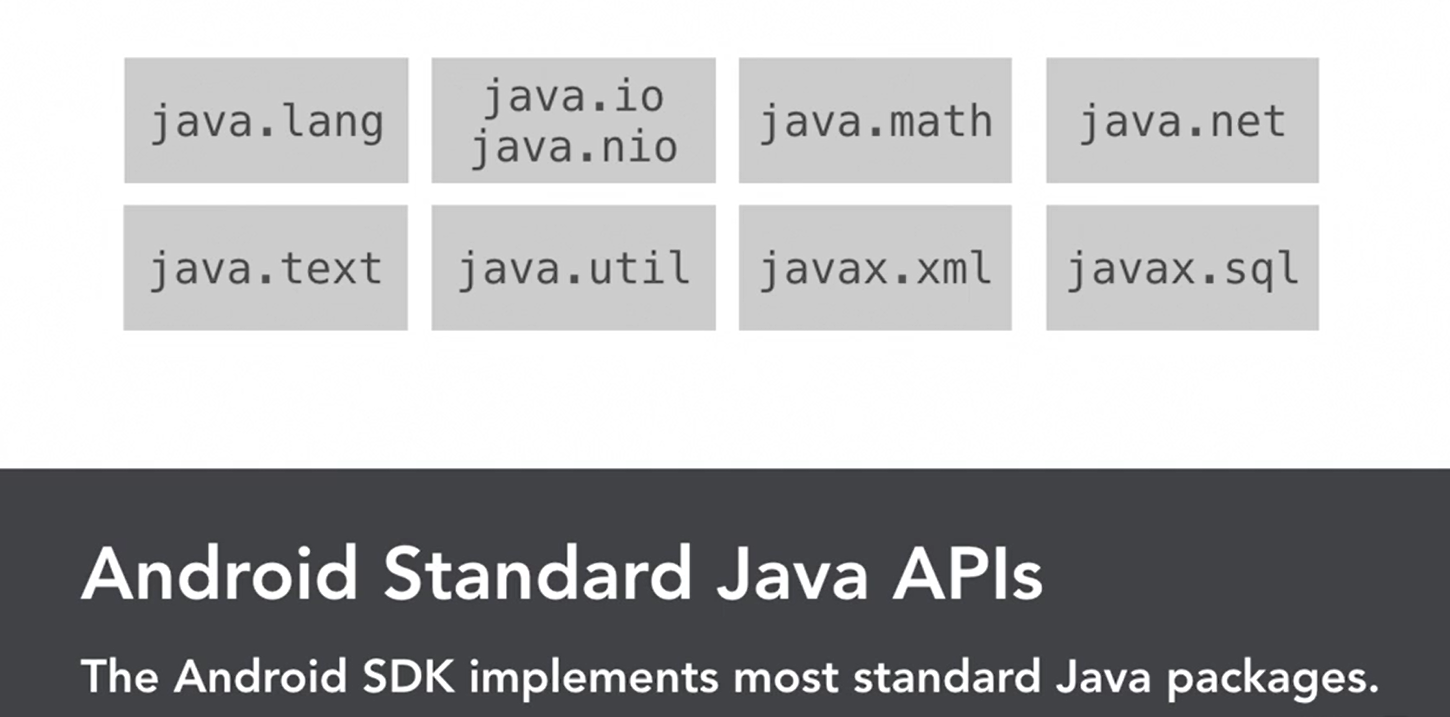 java.lang
java.io
java.nio
java.math
java.net
java.text
java.util
javax.xml
javax.sql
Android Standard Java APIs
The Android SDK implements most standard Java packages.